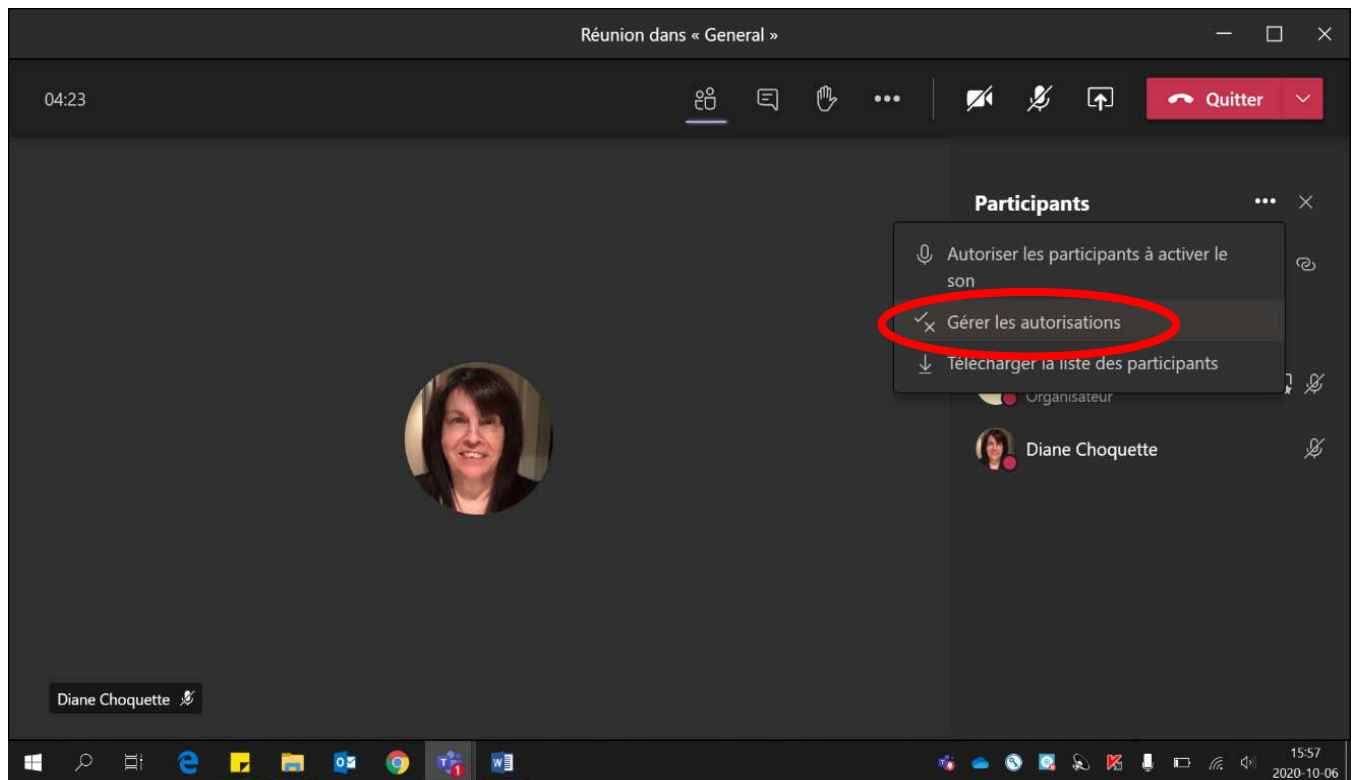 Réunion dans « General »
04:23
Quitter
Participants
Autoriser les participants à activer le
son
Gérer les autorisations
Télécharger la liste des participants
Organisateur
Diane Choquette
Diane Choquette
15:57
2020-10-06